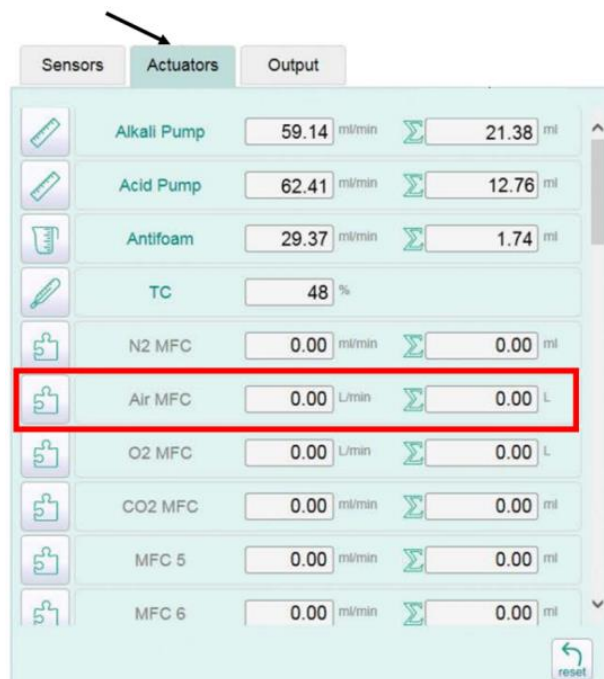 Sensors Actuators Output
Alkali Pump 59.14 ml/min Σ 21.38 ml
Acid Pump 62.41 ml/min Σ 12.76 ml
Antifoam 29.37 ml/min Σ 1.74 ml
TC 48 %
N2 MFC 0.00 ml/min Σ 0.00 ml
Air MFC 0.00 L/min Σ 0.00 L
O2 MFC 0.00 L/min Σ 0.00 L
CO2 MFC 0.00 ml/min Σ 0.00 ml
MFC 5 0.00 ml/min Σ 0.00 ml
MFC 6 0.00 ml/min Σ 0.00 ml
reset